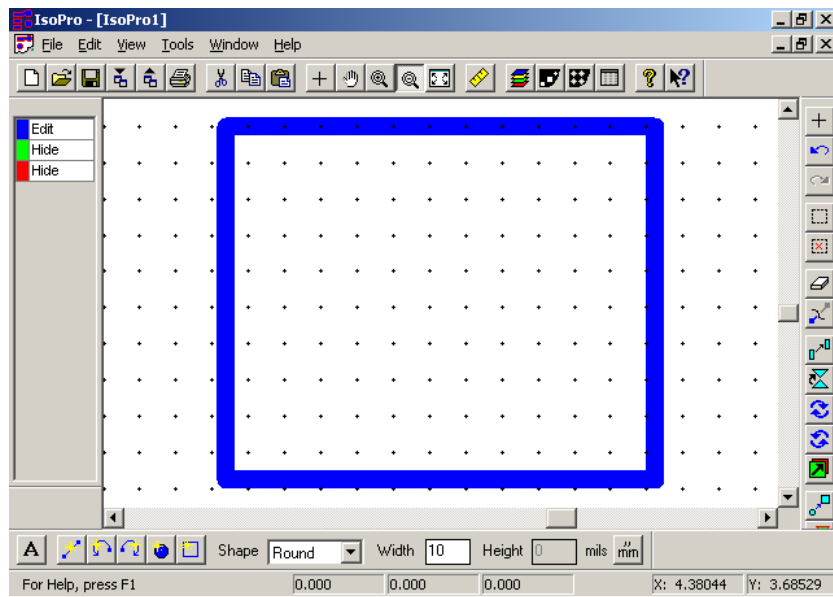 IsoPro - [IsoPro1]
File Edit View Tools Window Help
Edit
Hide
Hide
A Shape Round Width 10 Height 0 mils mm
For Help, press F1 0.000 0.000 0.000 X: 4.38044 Y: 3.68529